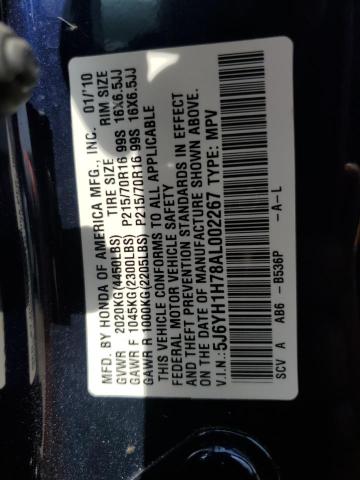 MFD. BY HONDA OF AMERICA MFG., INC. 01/'10
GVWR 2020KG(4450LBS) TIRE SIZE RIM SIZE
GAWR F 1045KG(2300LBS) P215/70R16 99S 16X6.5JJ
GAWR R 1000KG(2205LBS) P215/70R16 99S 16X6.5JJ
THIS VEHICLE CONFORMS TO ALL APPLICABLE
FEDERAL MOTOR VEHICLE SAFETY
AND THEFT PREVENTION STANDARDS IN EFFECT
ON THE DATE OF MANUFACTURE SHOWN ABOVE.
V.I.N.:5J6YH1H78AL002267 TYPE: MPV
SCV A AB6 -B536P -A-L